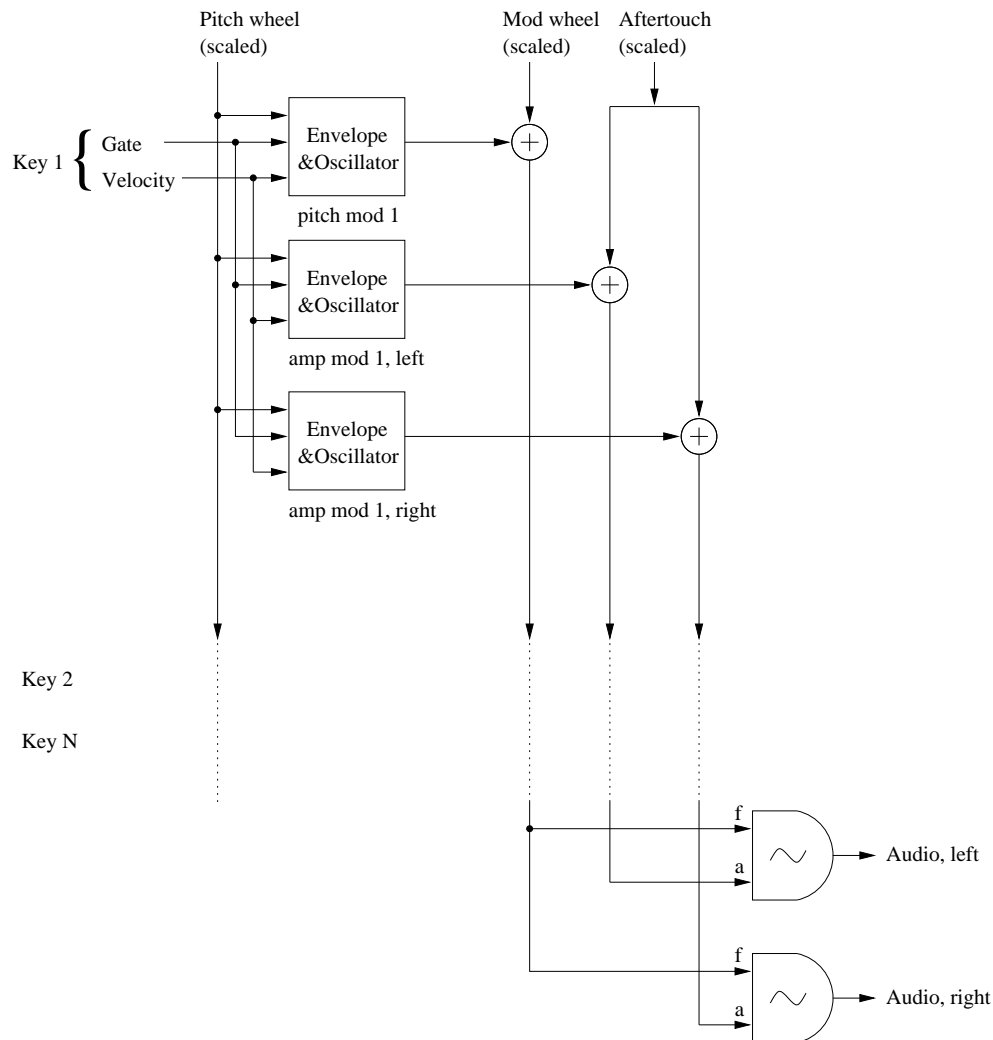 Pitch wheel
(scaled)
Mod wheel
(scaled)
Aftertouch
(scaled)
Key 1
Gate
Velocity
Envelope
&Oscillator
pitch mod 1
Envelope
&Oscillator
amp mod 1, left
Envelope
&Oscillator
amp mod 1, right
Key 2
Key N
f
a
Audio, left
f
a
Audio, right